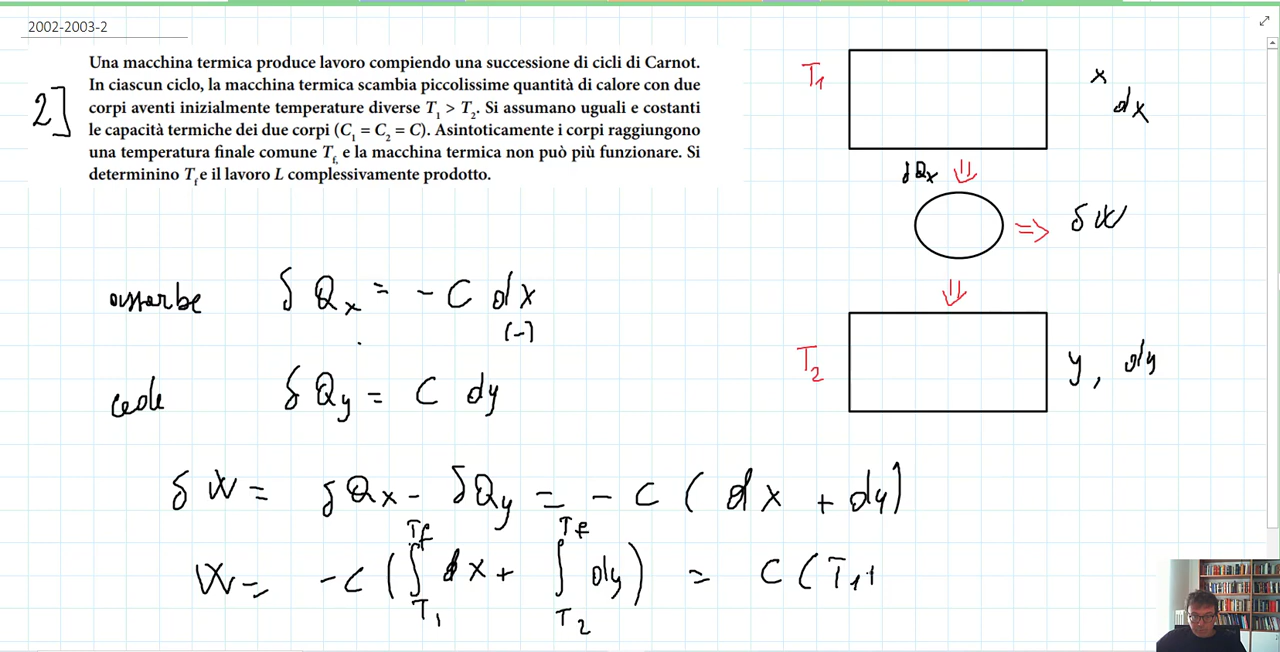 2002-2003-2
2]
Una macchina termica produce lavoro compiendo una successione di cicli di Carnot.
In ciascun ciclo, la macchina termica scambia piccolissime quantità di calore con due
corpi aventi inizialmente temperature diverse T₁ > T₂. Si assumano uguali e costanti
le capacità termiche dei due corpi (C₁ = C₂ = C). Asintoticamente i corpi raggiungono
una temperatura finale comune T_f, e la macchina termica non può più funzionare. Si
determinino T_f e il lavoro L complessivamente prodotto.
T₁
x
dx
δQx
⇓
⇒ δW
⇓
T₂
y, dy
assorbe δQx = - C dx
(-)
cede δQy = C dy
δW = δQx - δQy = - C (dx + dy)
W = -C (∫_{T₁}^{Tf} dx + ∫_{T₂}^{Tf} dy) = C (T₁+